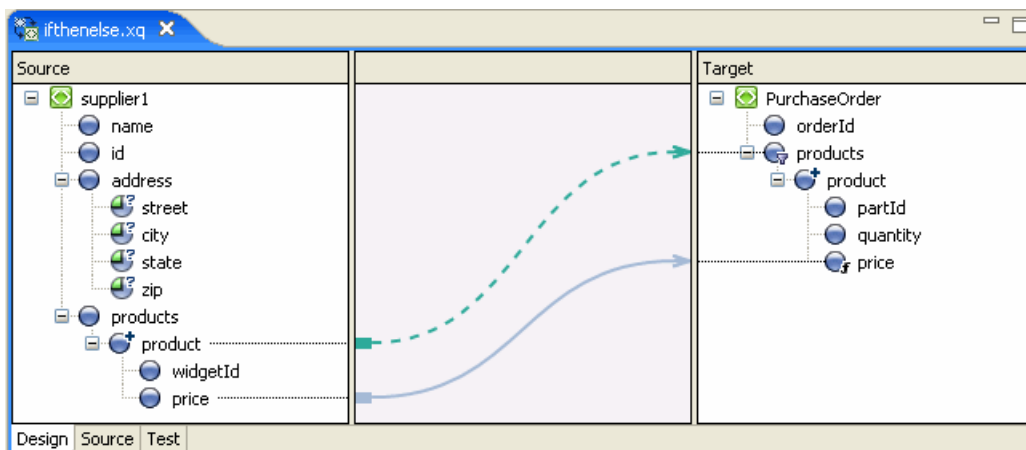 ifthenelse.xq
Source
supplier1
name
id
address
street
city
state
zip
products
product
widgetId
price
Target
PurchaseOrder
orderId
products
product
partId
quantity
price
Design Source Test